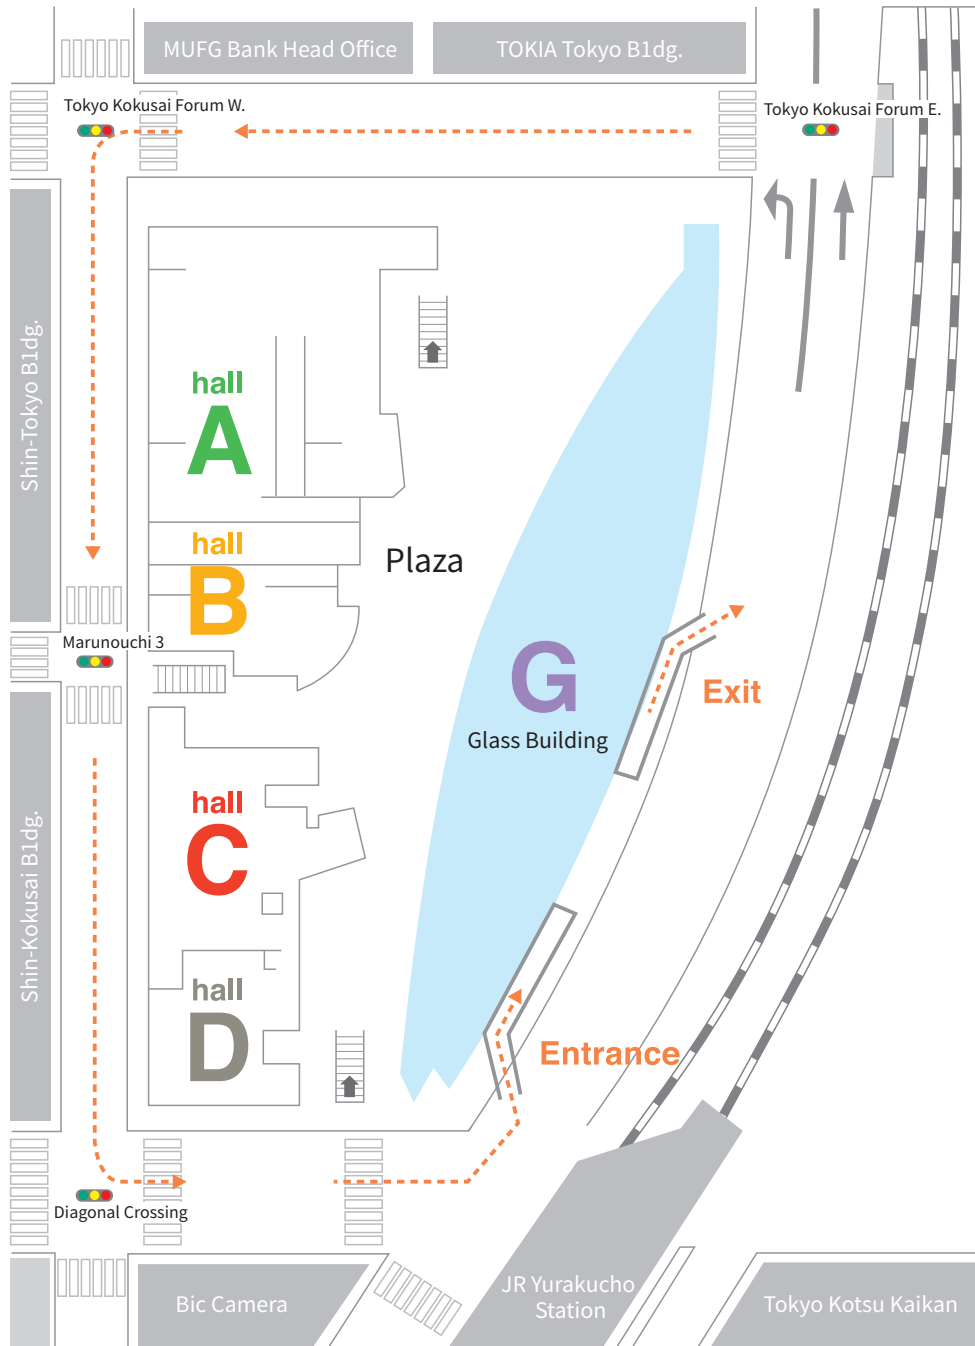 MUFG Bank Head Office
TOKIA Tokyo B1dg.
Tokyo Kokusai Forum W.
Tokyo Kokusai Forum E.
Shin-Tokyo B1dg.
hall
A
hall
B
Plaza
Marunouchi 3
G
Glass Building
Exit
Shin-Kokusai B1dg.
hall
C
hall
D
Entrance
Diagonal Crossing
Bic Camera
JR Yurakucho
Station
Tokyo Kotsu Kaikan